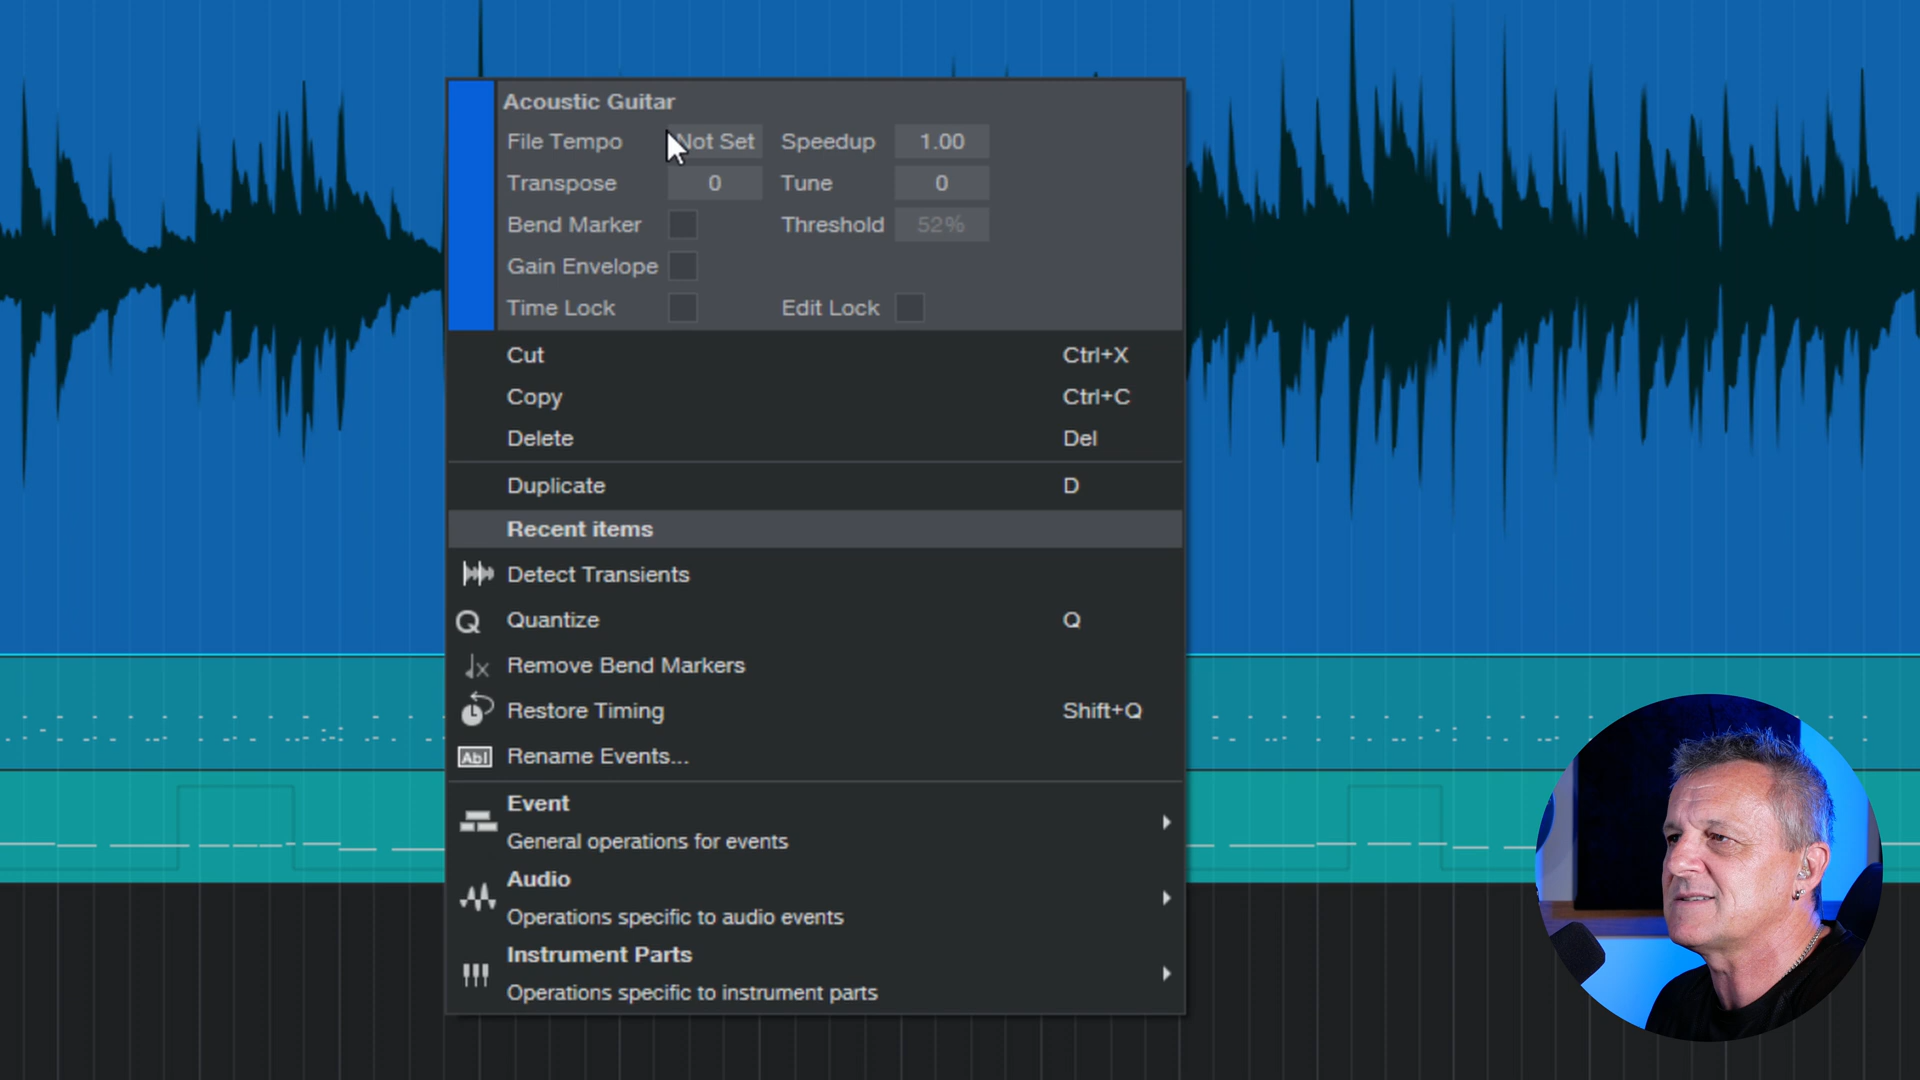 Acoustic Guitar
File Tempo Not Set Speedup 1.00
Transpose 0 Tune 0
Bend Marker Threshold 52%
Gain Envelope
Time Lock Edit Lock
Cut Ctrl+X
Copy Ctrl+C
Delete Del
Duplicate D
Recent items
Detect Transients
Q Quantize Q
Remove Bend Markers
Restore Timing Shift+Q
AbI Rename Events...
Event
General operations for events
Audio
Operations specific to audio events
Instrument Parts
Operations specific to instrument parts